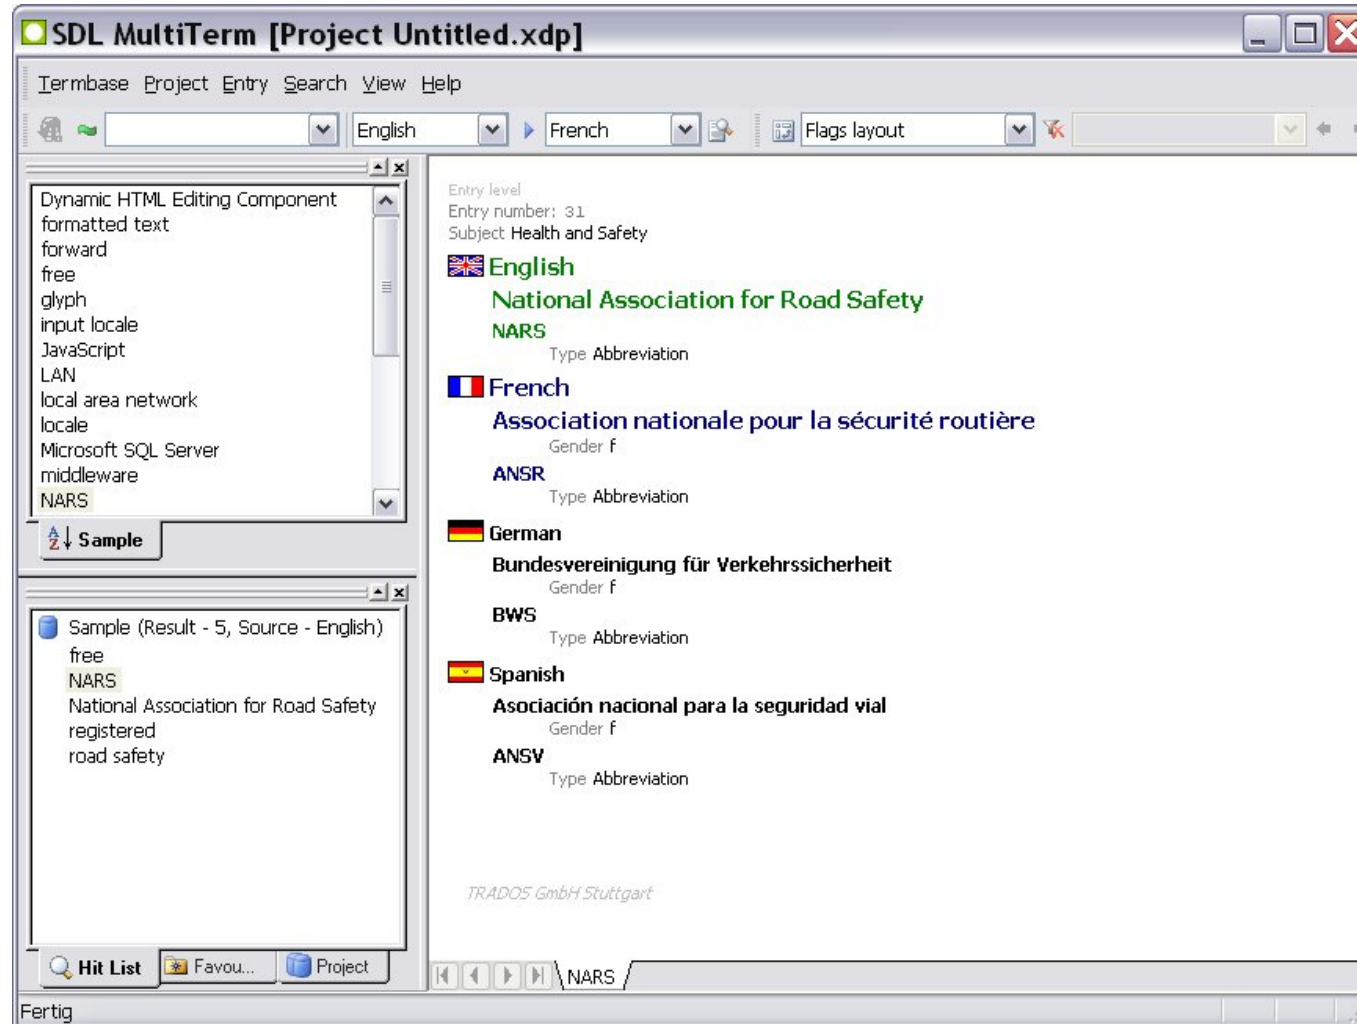 SDL MultiTerm [Project Untitled.xdp]
Termbase Project Entry Search View Help
English French Flags layout
Dynamic HTML Editing Component
formatted text
forward
free
glyph
input locale
JavaScript
LAN
local area network
locale
Microsoft SQL Server
middleware
NARS
Sample
Sample (Result - 5, Source - English)
free
NARS
National Association for Road Safety
registered
road safety
Hit List Favou... Project
Entry level
Entry number: 31
Subject Health and Safety
English
National Association for Road Safety
NARS
Type Abbreviation
French
Association nationale pour la sécurité routière
Gender f
ANSR
Type Abbreviation
German
Bundesvereinigung für Verkehrssicherheit
Gender f
BWS
Type Abbreviation
Spanish
Asociación nacional para la seguridad vial
Gender f
ANSV
Type Abbreviation
TRADOS GmbH Stuttgart
NARS
Fertig